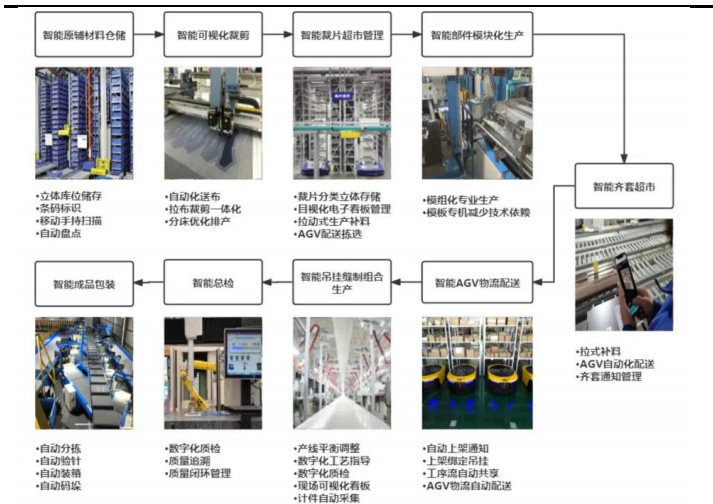 智能原辅材料仓储
智能可视化裁剪
智能裁片超市管理
智能部件模块化生产
•立体库位储存
•条码标识
•移动手持扫描
•自动盘点
•自动化送布
•拉布裁剪一体化
•分床优化排产
•裁片分类立体存储
•目视化电子看板管理
•拉动式生产补料
•AGV配送拣选
•模组化专业生产
•模板专机减少技术依赖
智能齐套超市
•拉式补料
•AGV自动化配送
•齐套通知管理
智能成品包装
智能总检
智能吊挂缝制组合
生产
智能AGV物流配送
•自动分拣
•自动验针
•自动装箱
•自动码垛
•数字化质检
•质量追溯
•质量闭环管理
•产线平衡调整
•数字化工艺指导
•数字化质检
•现场可视化看板
•计件自动采集
•自动上架通知
•上架绑定吊挂
•工序流自动共享
•AGV物流自动配送